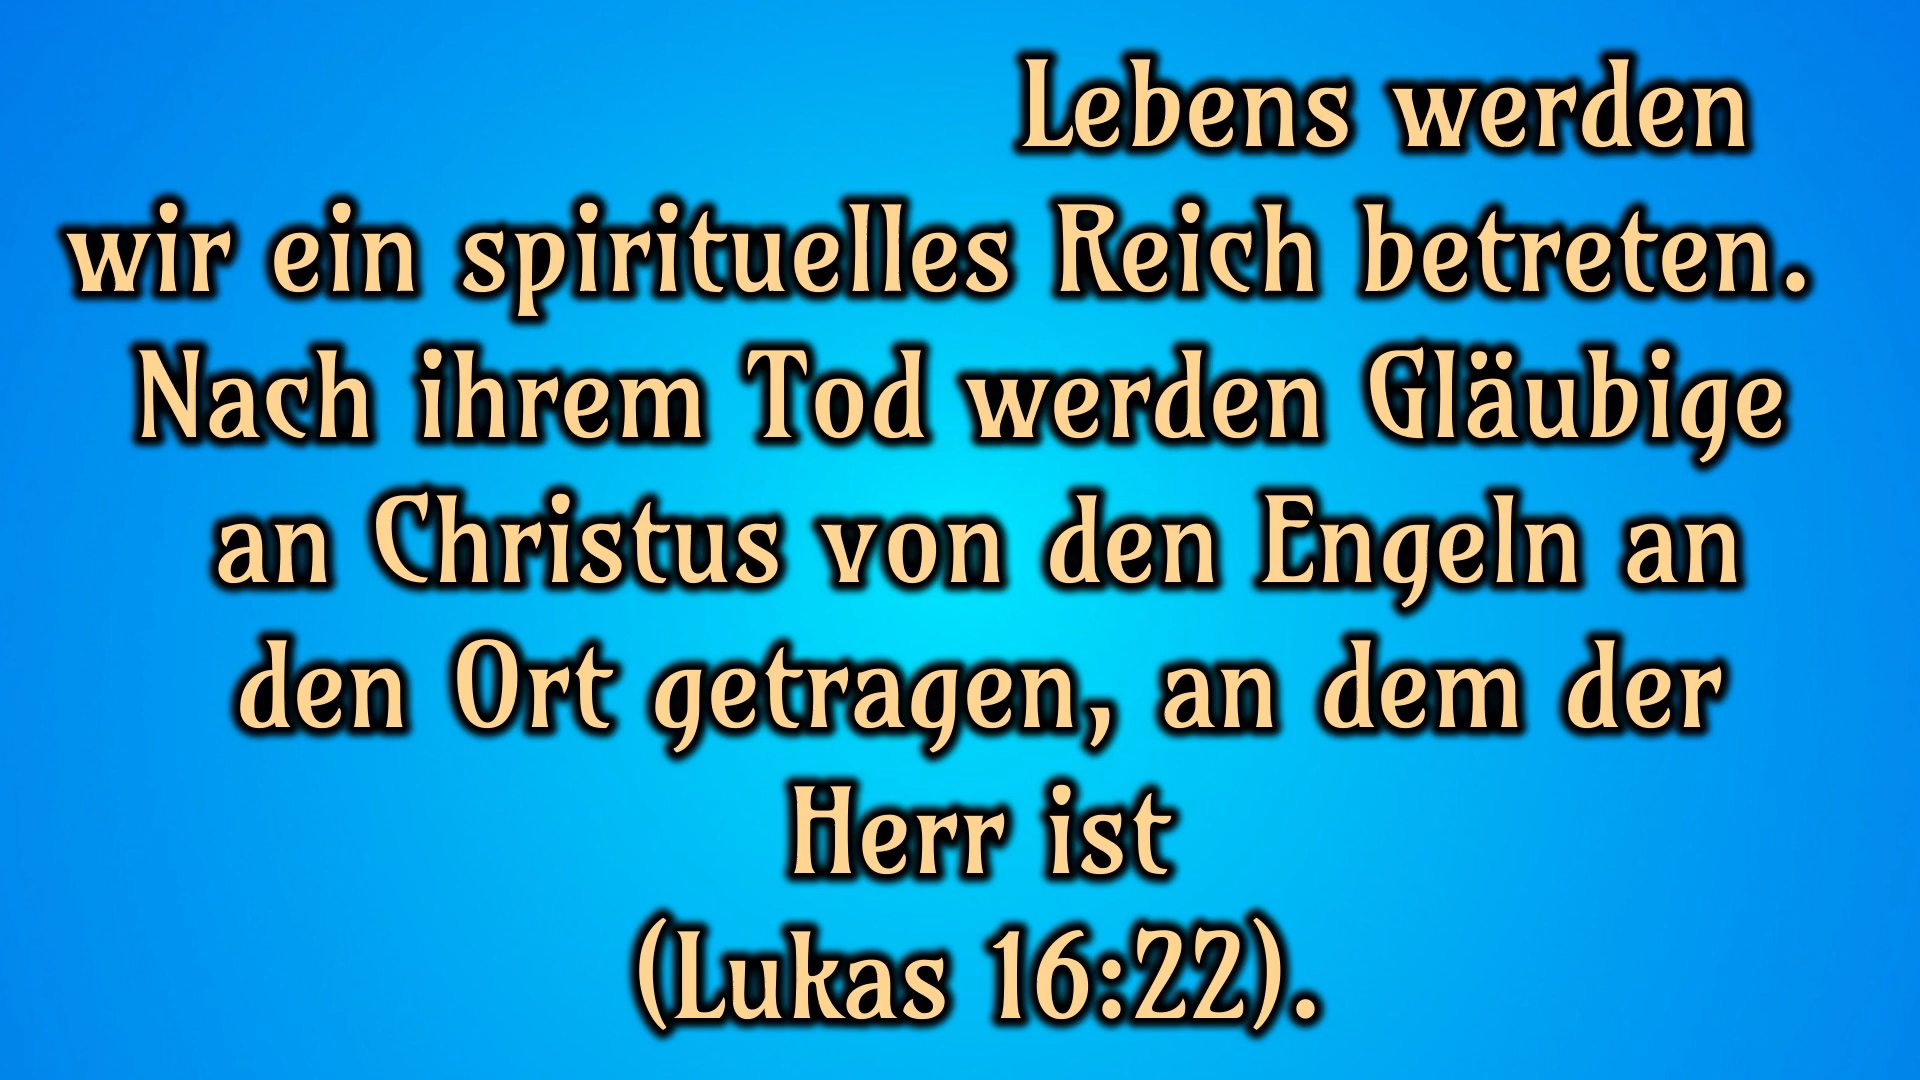 Lebens werden
wir ein spirituelles Reich betreten.
Nach ihrem Tod werden Gläubige
an Christus von den Engeln an
den Ort getragen, an dem der
Herr ist
(Lukas 16:22).